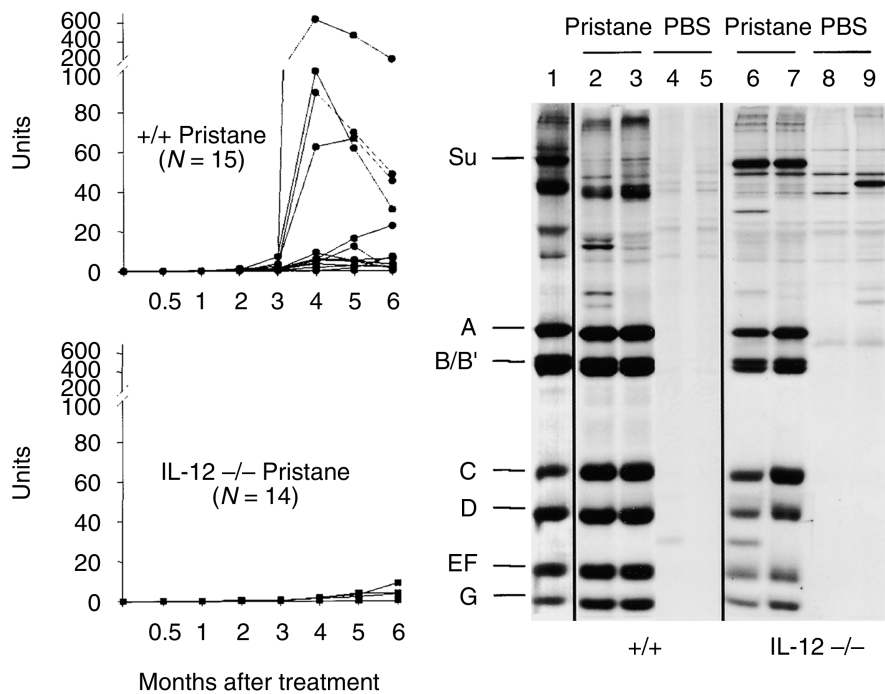 600
400
200
100
80
60
40
20
0
Units
+/+ Pristane
(N = 15)
0.5 1 2 3 4 5 6
600
400
200
100
80
60
40
20
0
Units
IL-12 –/– Pristane
(N = 14)
0.5 1 2 3 4 5 6
Months after treatment
Pristane PBS Pristane PBS
1 2 3 4 5 6 7 8 9
Su
A
B/B'
C
D
EF
G
+/+ IL-12 –/–